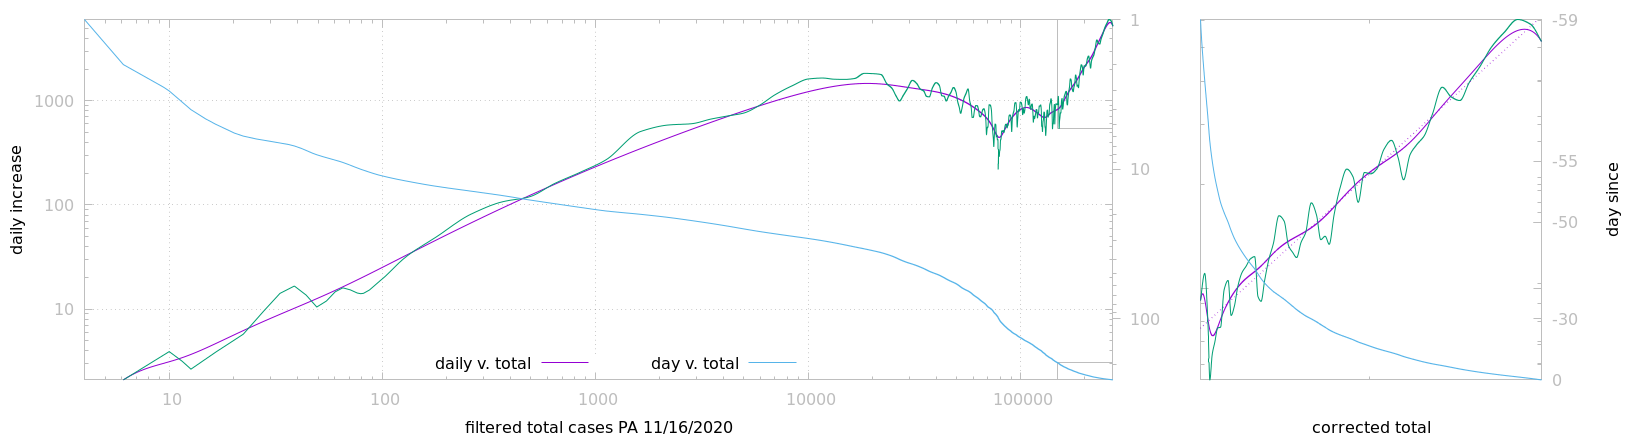 1
-59
1000
daily increase
10
-55
day since
100
-50
10
100
-30
daily v. total
day v. total
0
10
100
1000
10000
100000
filtered total cases PA 11/16/2020
corrected total